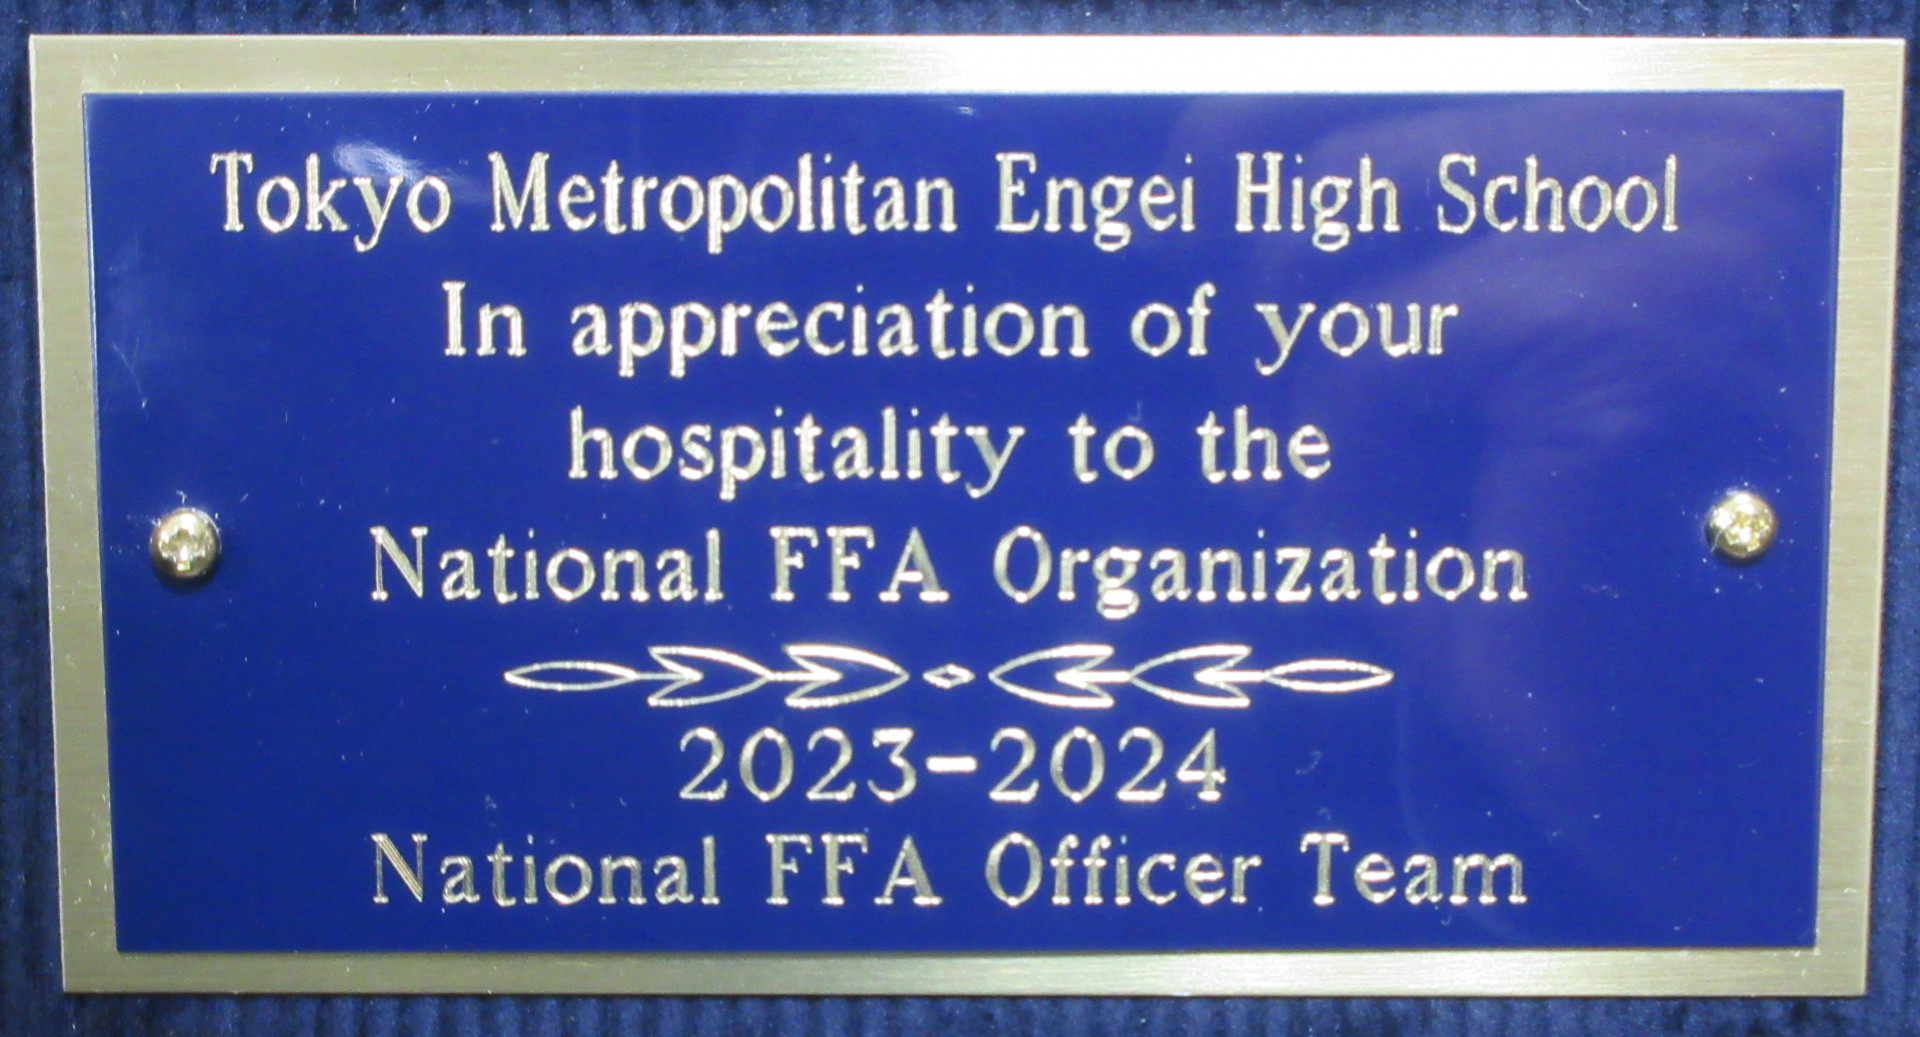 Tokyo Metropolitan Engei High School
In appreciation of your
hospitality to the
National FFA Organization
2023-2024
National FFA Officer Team